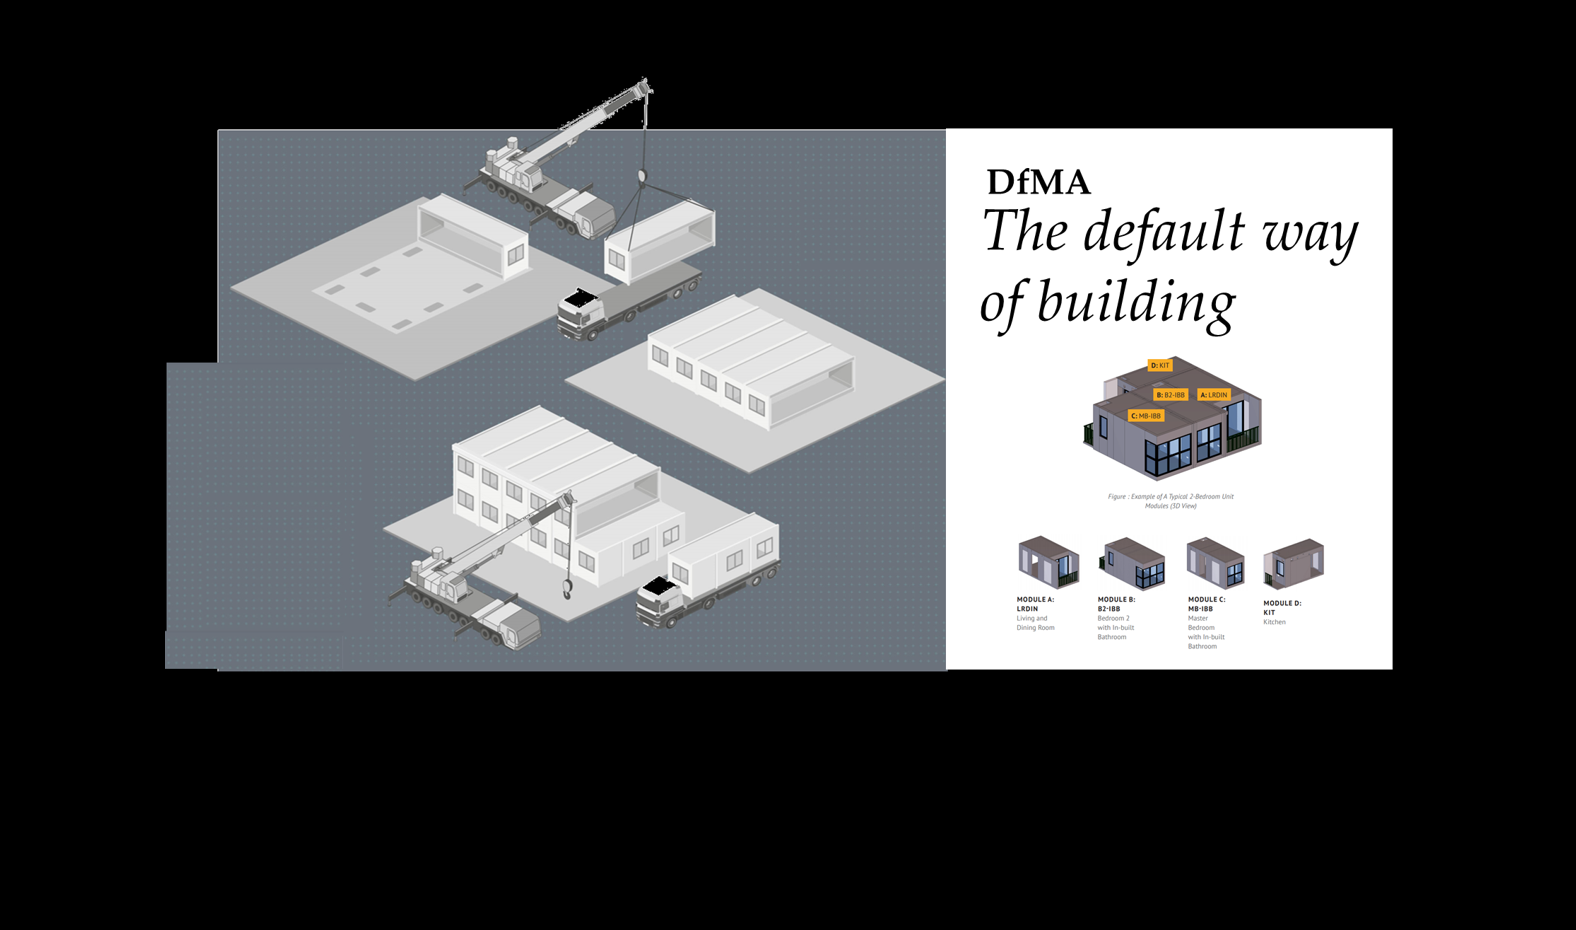 DfMA
The default way
of building
D: KIT
B: B2-IBB
A: LRDIN
C: MB-IBB
Figure : Example of A Typical 2-Bedroom Unit
Modules (3D View)
MODULE A:
LRDIN
Living and
Dining Room
MODULE B:
B2-IBB
Bedroom 2
with In-built
Bathroom
MODULE C:
MB-IBB
Master
Bedroom
with In-built
Bathroom
MODULE D:
KIT
Kitchen